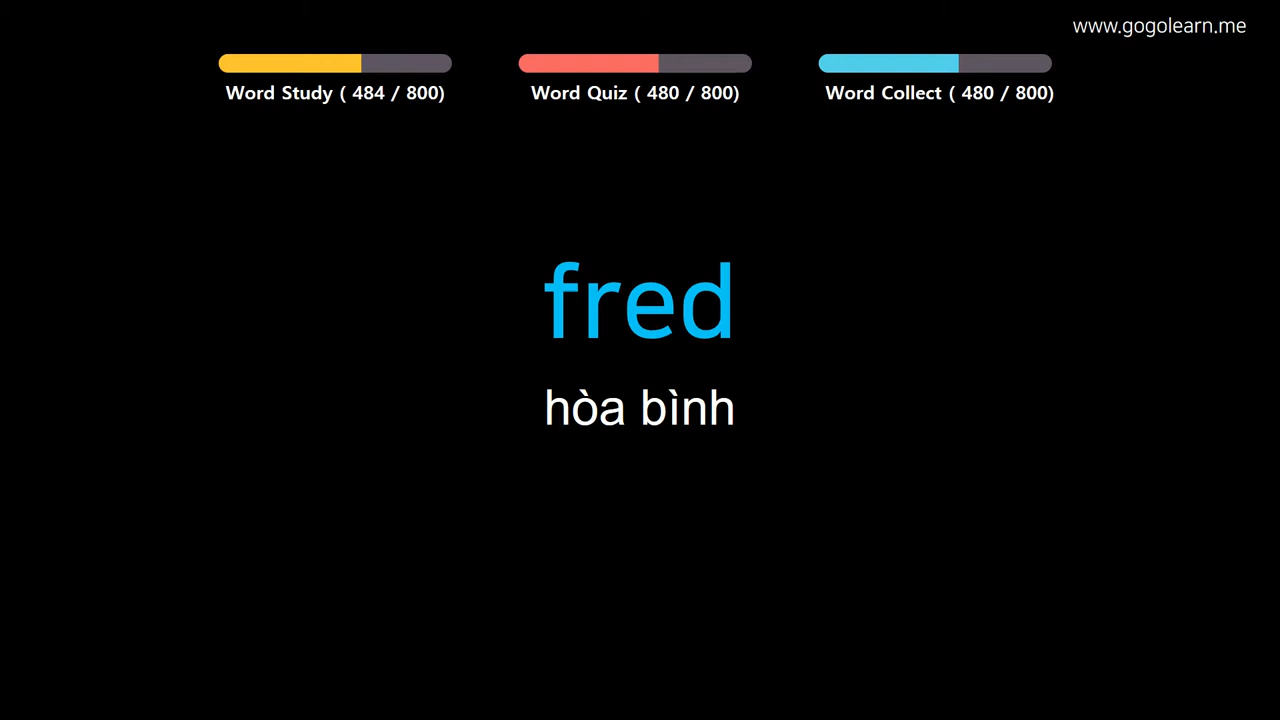 www.gogolearn.me
Word Study ( 484 / 800)
Word Quiz ( 480 / 800)
Word Collect ( 480 / 800)
fred
hòa bình